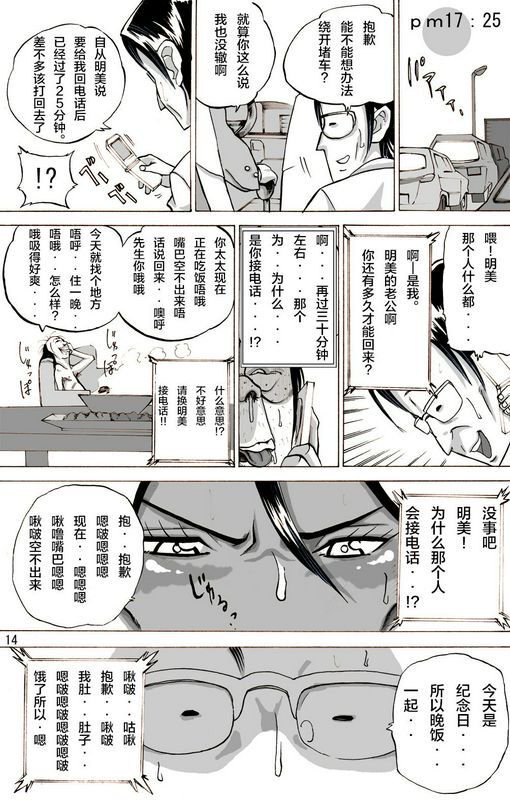 pm17:25
抱歉
能不能想办法
绕开堵车？
就算你这么说
我也没辙啊
自从明美说
要给我回电话后
已经过了25分钟。
差不多该打回去了
!?
喂！明美
那个人什么都．．
啊！是我。
明美的老公啊
你还有多久才能回来？
啊．．再过三十分钟
左右．．那个
为．．为什么．．
是你接电话．．．!?
你太太现在
正在吃饭唔哦
嘴巴空不出来唔
话说回来．．噢呼
先生你哦哦
今天就找个地方
唔呼．．住一晚．．
唔哦．．怎么样？
哦吸得好爽．．．
什么意思!?
不好意思
请换明美
接电话!!
没事吧
明美！
为什么那个人
会接电话．．!?
抱．．抱歉
嗯啵嗯嗯
现在．．嗯嗯嗯
啾噜嘴巴嗯嗯
啾啵空不出来
じゅる．．
14
今天是
纪念日．．．
所以晚饭．．
一起．．
啾啵．．咕啾
抱歉．．啾啵
我肚．．肚子．．
嗯啵嗯啵嗯啵嗯啵
饿了所以．嗯